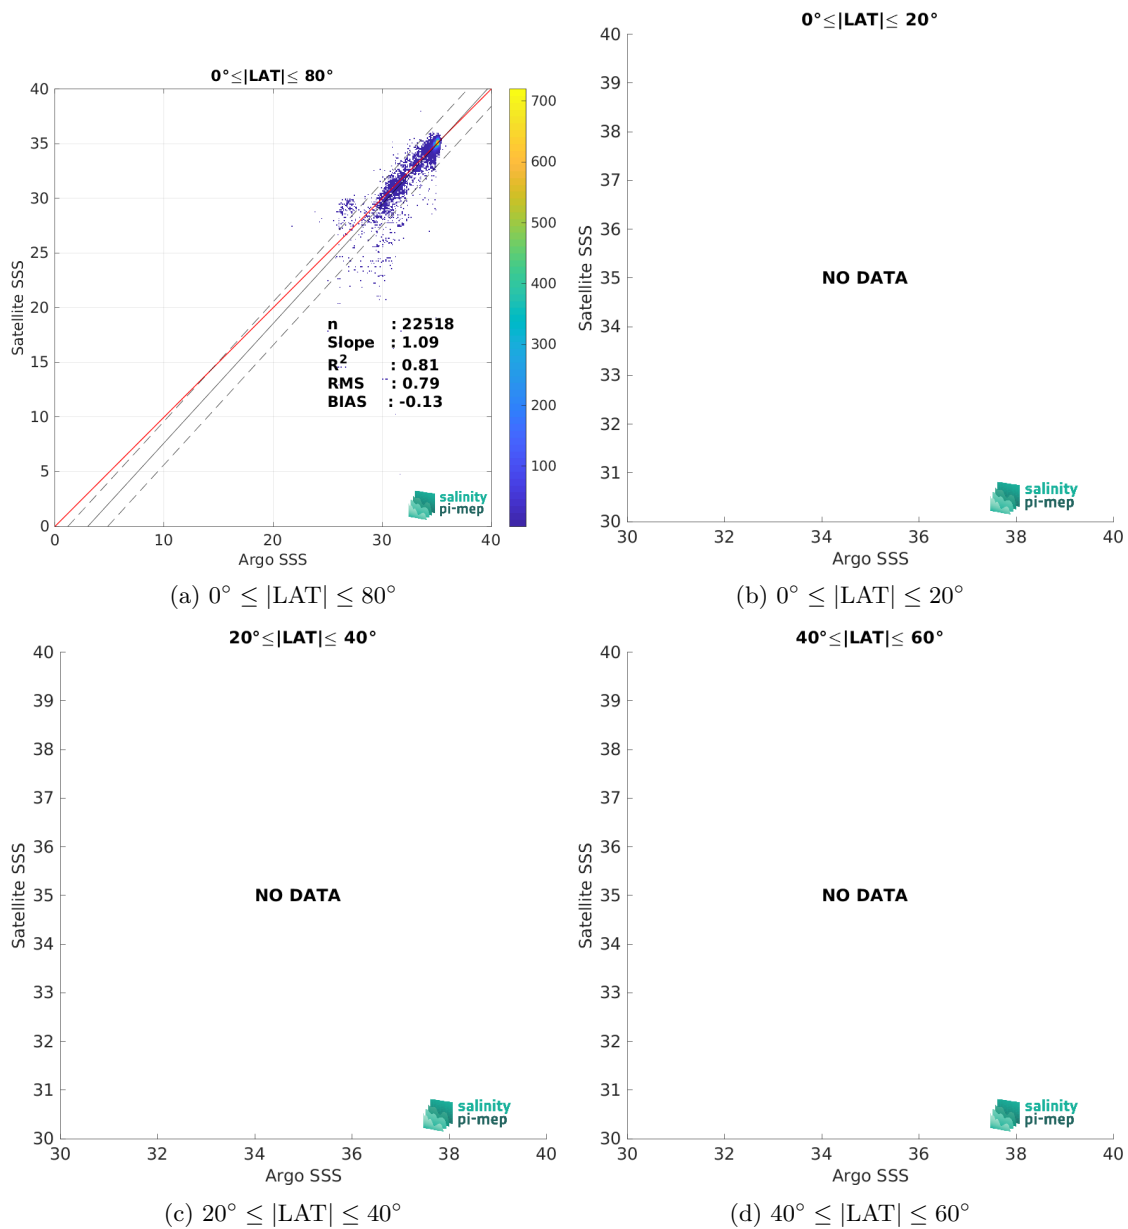 0°≤|LAT|≤ 80°
40
35
30
25
20
15
10
5
0
Satellite SSS
0
10
20
30
40
Argo SSS
700
600
500
400
300
200
100
n : 22518
Slope : 1.09
R2 : 0.81
RMS : 0.79
BIAS : -0.13
salinity
pi-mep
(a) 0° ≤ |LAT| ≤ 80°
0°≤|LAT|≤ 20°
40
39
38
37
36
35
34
33
32
31
30
Satellite SSS
NO DATA
30
32
34
36
38
40
Argo SSS
salinity
pi-mep
(b) 0° ≤ |LAT| ≤ 20°
20°≤|LAT|≤ 40°
40
39
38
37
36
35
34
33
32
31
30
Satellite SSS
NO DATA
30
32
34
36
38
40
Argo SSS
salinity
pi-mep
(c) 20° ≤ |LAT| ≤ 40°
40°≤|LAT|≤ 60°
40
39
38
37
36
35
34
33
32
31
30
Satellite SSS
NO DATA
30
32
34
36
38
40
Argo SSS
salinity
pi-mep
(d) 40° ≤ |LAT| ≤ 60°